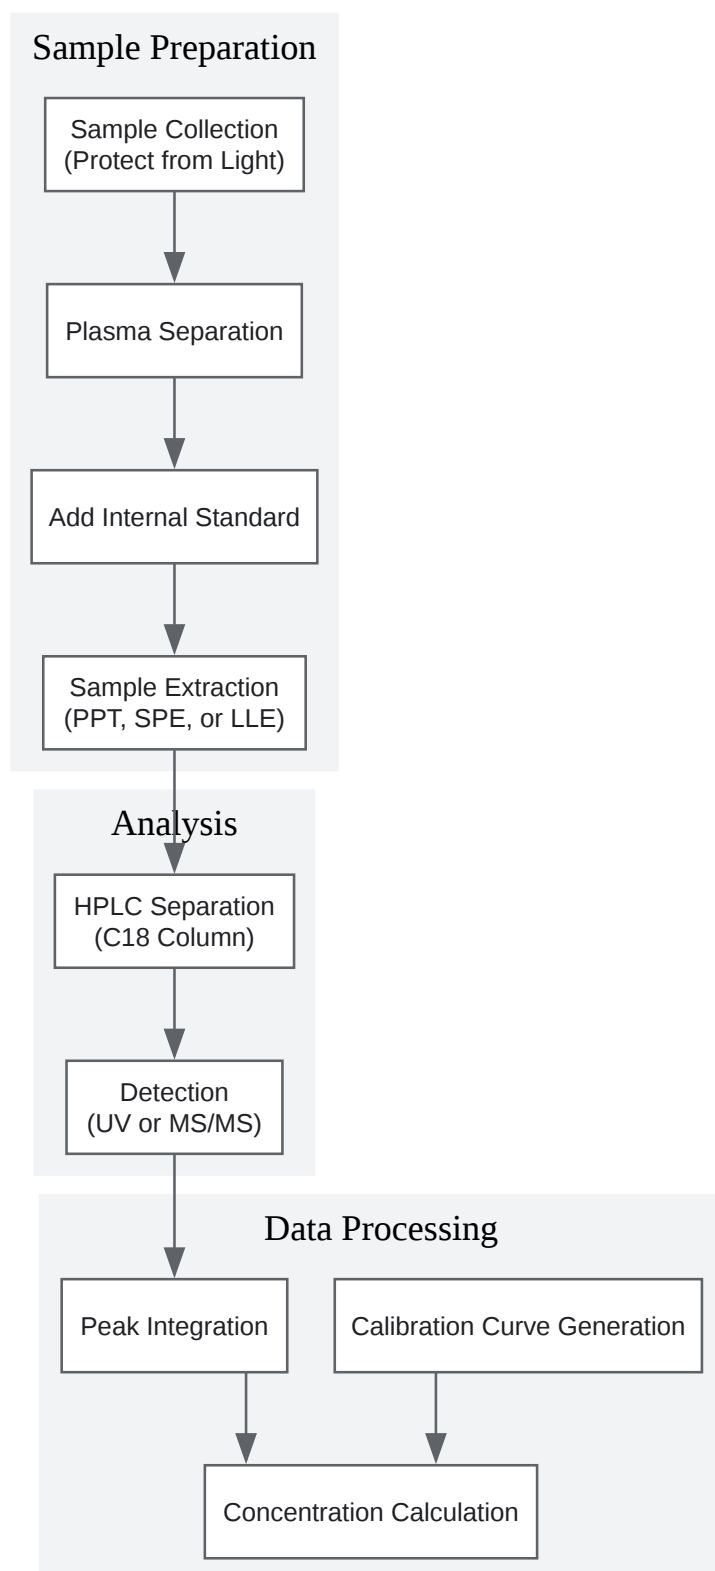 Sample Preparation
Sample Collection
(Protect from Light)
Plasma Separation
Add Internal Standard
Sample Extraction
(PPT, SPE, or LLE)
Analysis
HPLC Separation
(C18 Column)
Detection
(UV or MS/MS)
Data Processing
Peak Integration
Calibration Curve Generation
Concentration Calculation